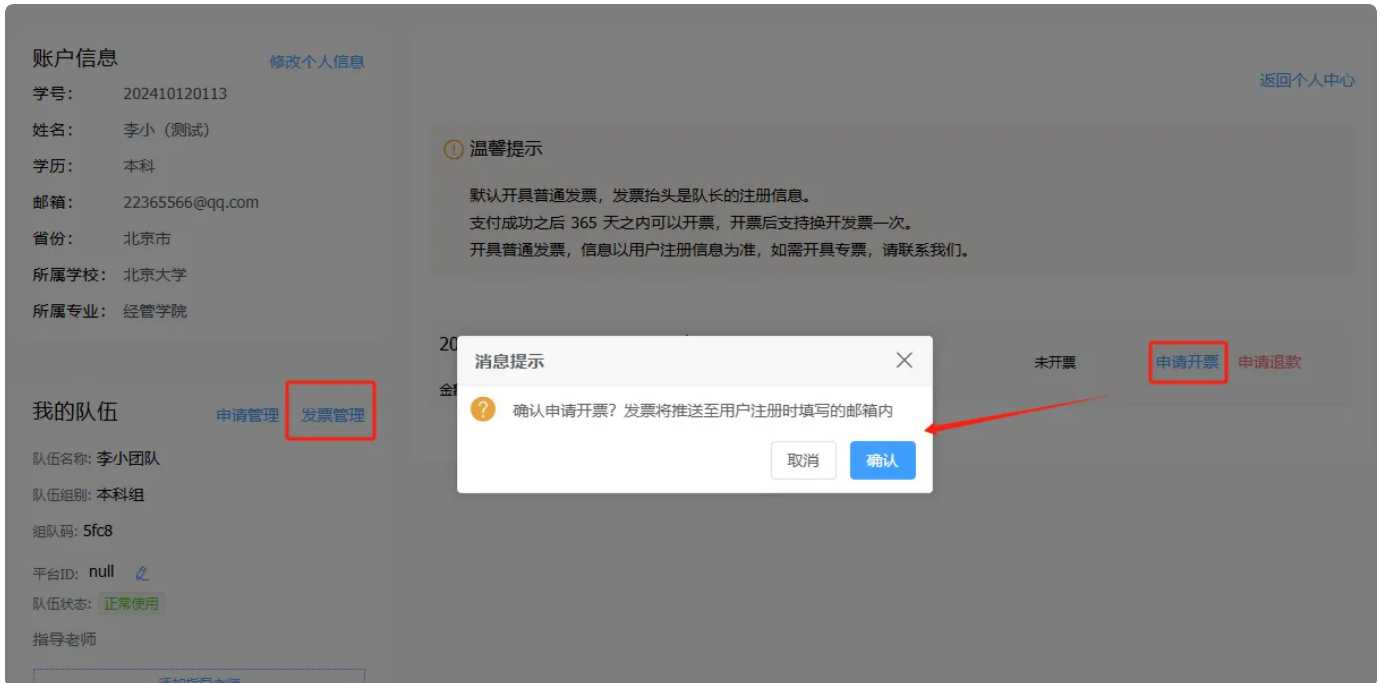 账户信息
修改个人信息
学号： 202410120113
姓名： 李小（测试）
学历： 本科
邮箱： 22365566@qq.com
省份： 北京市
所属学校： 北京大学
所属专业： 经管学院
我的队伍
申请管理 发票管理
队伍名称: 李小团队
队伍组别: 本科组
组队码: 5fc8
平台ID: null
队伍状态: 正常使用
指导老师
添加指导老师
返回个人中心
温馨提示
默认开具普通发票，发票抬头是队长的注册信息。
支付成功之后 365 天之内可以开票，开票后支持换开发票一次。
开具普通发票，信息以用户注册信息为准，如需开具专票，请联系我们。
20
未开票 申请开票 申请退款
消息提示
确认申请开票？发票将推送至用户注册时填写的邮箱内
取消 确认